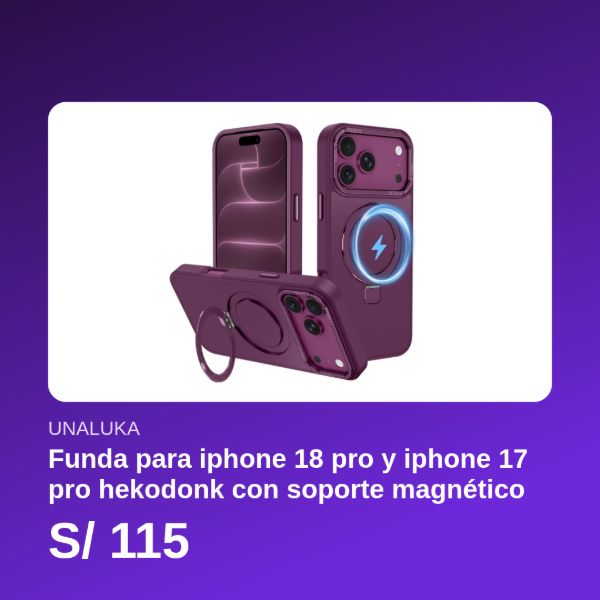 UNALUKA
Funda para iphone 18 pro y iphone 17
pro hekodonk con soporte magnético
S/ 115